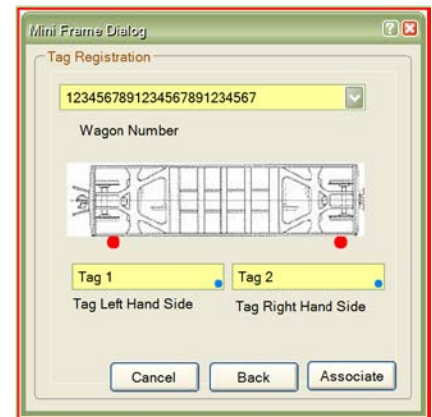 Mini Frame Dialog
Tag Registration
1234567891234567891234567
Wagon Number
Tag 1
Tag 2
Tag Left Hand Side
Tag Right Hand Side
Cancel
Back
Associate